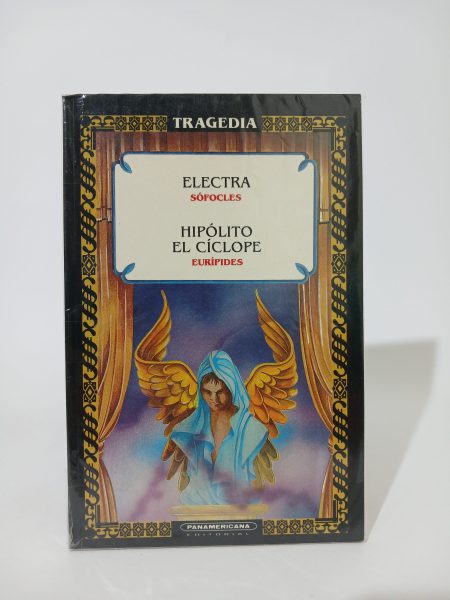 TRAGEDIA
ELECTRA
SÓFOCLES
HIPÓLITO
EL CÍCLOPE
EURÍPIDES
PANAMERICANA
EDITORIAL